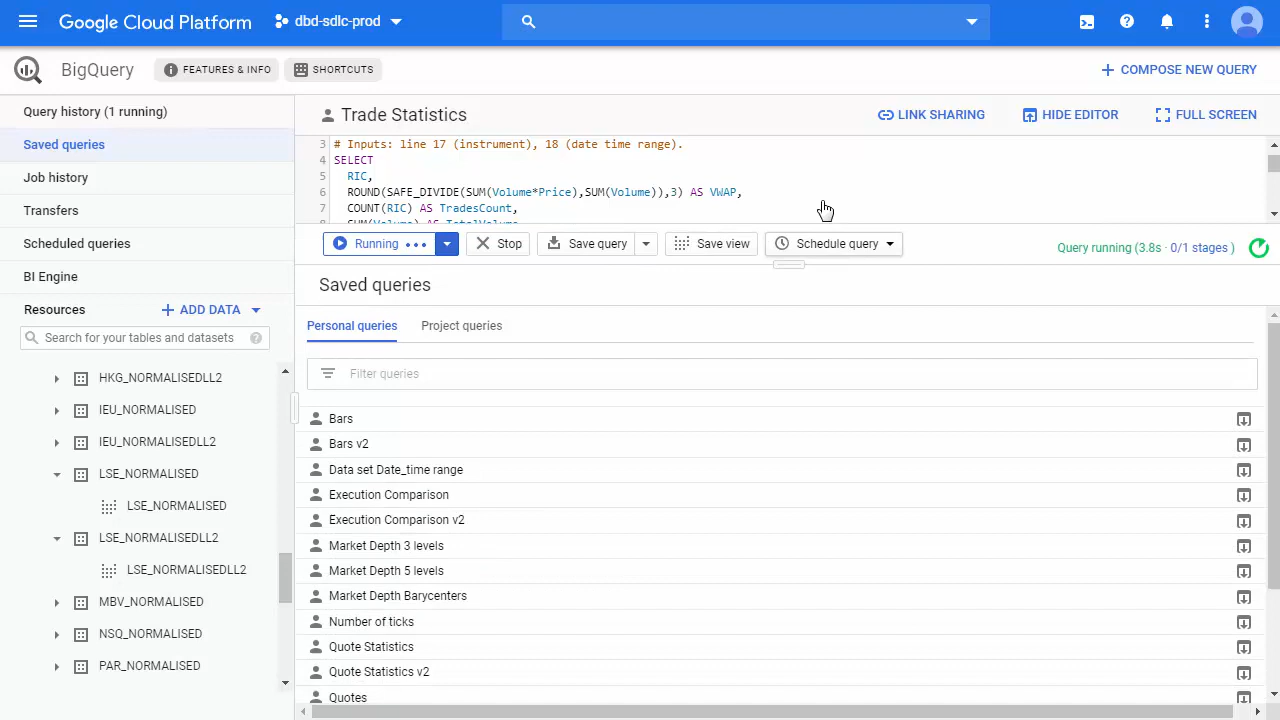 Google Cloud Platform
dbd-sdlc-prod
BigQuery
FEATURES & INFO
SHORTCUTS
COMPOSE NEW QUERY
Query history (1 running)
Saved queries
Job history
Transfers
Scheduled queries
BI Engine
Resources
ADD DATA
Search for your tables and datasets
HKG_NORMALISEDLL2
IEU_NORMALISED
IEU_NORMALISEDLL2
LSE_NORMALISED
LSE_NORMALISED
LSE_NORMALISEDLL2
LSE_NORMALISEDLL2
MBV_NORMALISED
NSQ_NORMALISED
PAR_NORMALISED
Trade Statistics
LINK SHARING
HIDE EDITOR
FULL SCREEN
3 # Inputs: line 17 (instrument), 18 (date time range).
4 SELECT
5 RIC,
6 ROUND(SAFE_DIVIDE(SUM(Volume*Price),SUM(Volume)),3) AS VWAP,
7 COUNT(RIC) AS TradesCount,
8 SUM(Volume) AS TotalVolume,
Running
Stop
Save query
Save view
Schedule query
Query running (3.8s · 0/1 stages )
Saved queries
Personal queries
Project queries
Filter queries
Bars
Bars v2
Data set Date_time range
Execution Comparison
Execution Comparison v2
Market Depth 3 levels
Market Depth 5 levels
Market Depth Barycenters
Number of ticks
Quote Statistics
Quote Statistics v2
Quotes